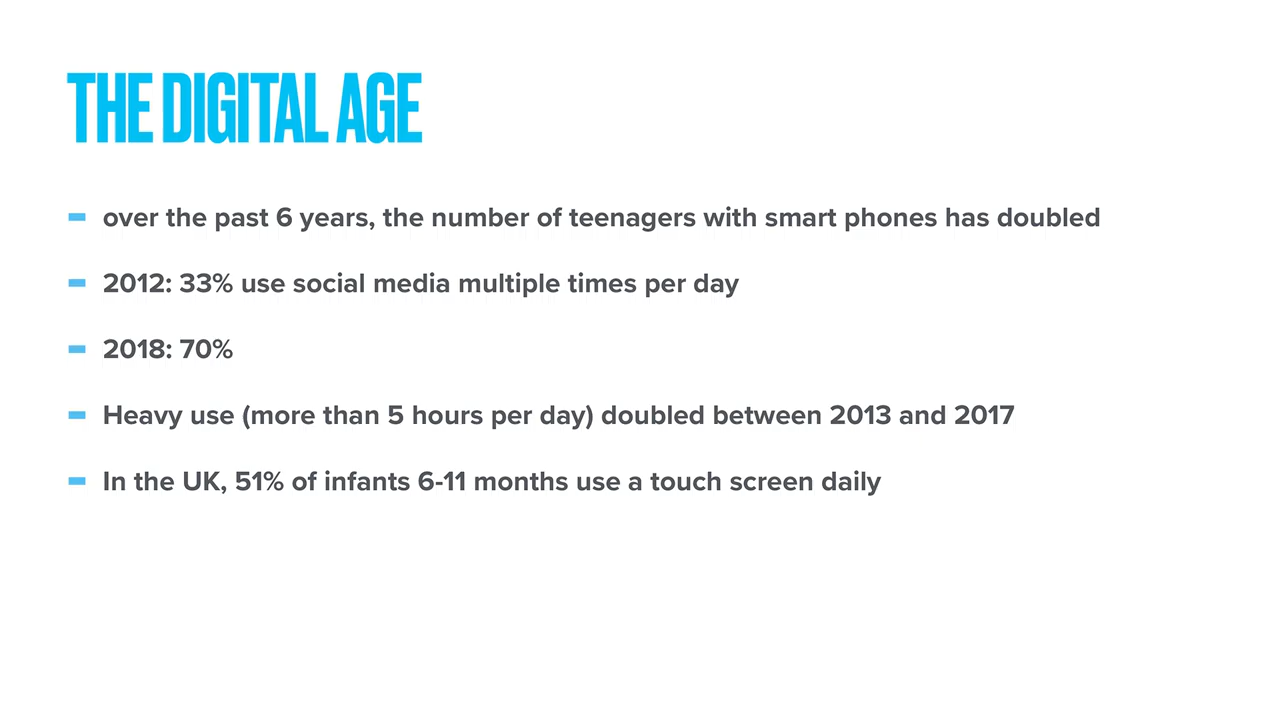 THE DIGITAL AGE
over the past 6 years, the number of teenagers with smart phones has doubled
2012: 33% use social media multiple times per day
2018: 70%
Heavy use (more than 5 hours per day) doubled between 2013 and 2017
In the UK, 51% of infants 6-11 months use a touch screen daily